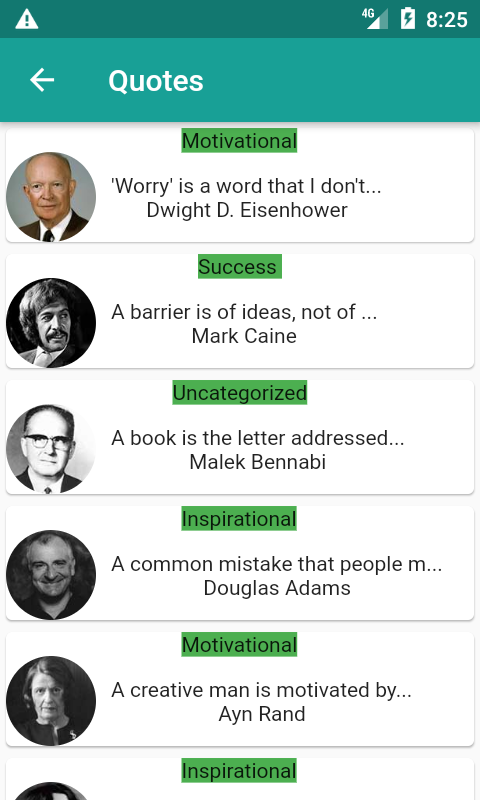 4G 8:25
Quotes
Motivational
'Worry' is a word that I don't...
Dwight D. Eisenhower
Success
A barrier is of ideas, not of ...
Mark Caine
Uncategorized
A book is the letter addressed...
Malek Bennabi
Inspirational
A common mistake that people m...
Douglas Adams
Motivational
A creative man is motivated by...
Ayn Rand
Inspirational